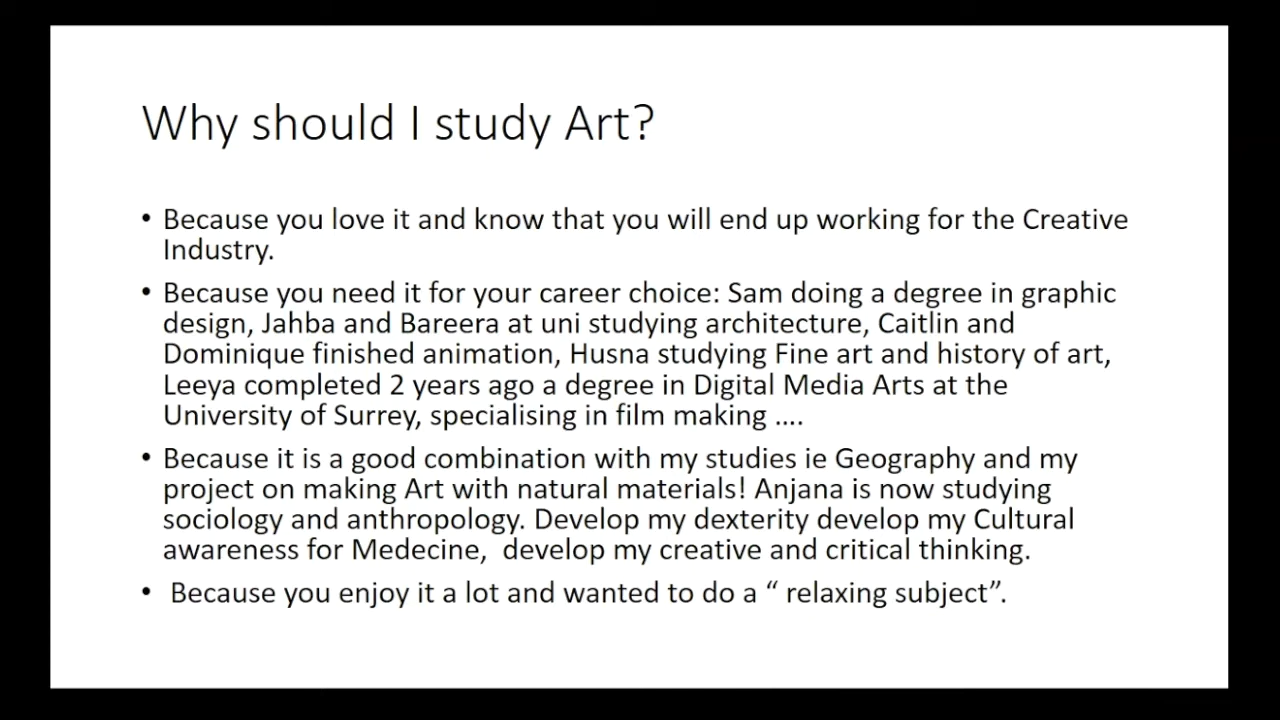 Why should I study Art?
• Because you love it and know that you will end up working for the Creative
Industry.
• Because you need it for your career choice: Sam doing a degree in graphic
design, Jahba and Bareera at uni studying architecture, Caitlin and
Dominique finished animation, Husna studying Fine art and history of art,
Leeya completed 2 years ago a degree in Digital Media Arts at the
University of Surrey, specialising in film making ....
• Because it is a good combination with my studies ie Geography and my
project on making Art with natural materials! Anjana is now studying
sociology and anthropology. Develop my dexterity develop my Cultural
awareness for Medecine,  develop my creative and critical thinking.
•  Because you enjoy it a lot and wanted to do a “ relaxing subject”.